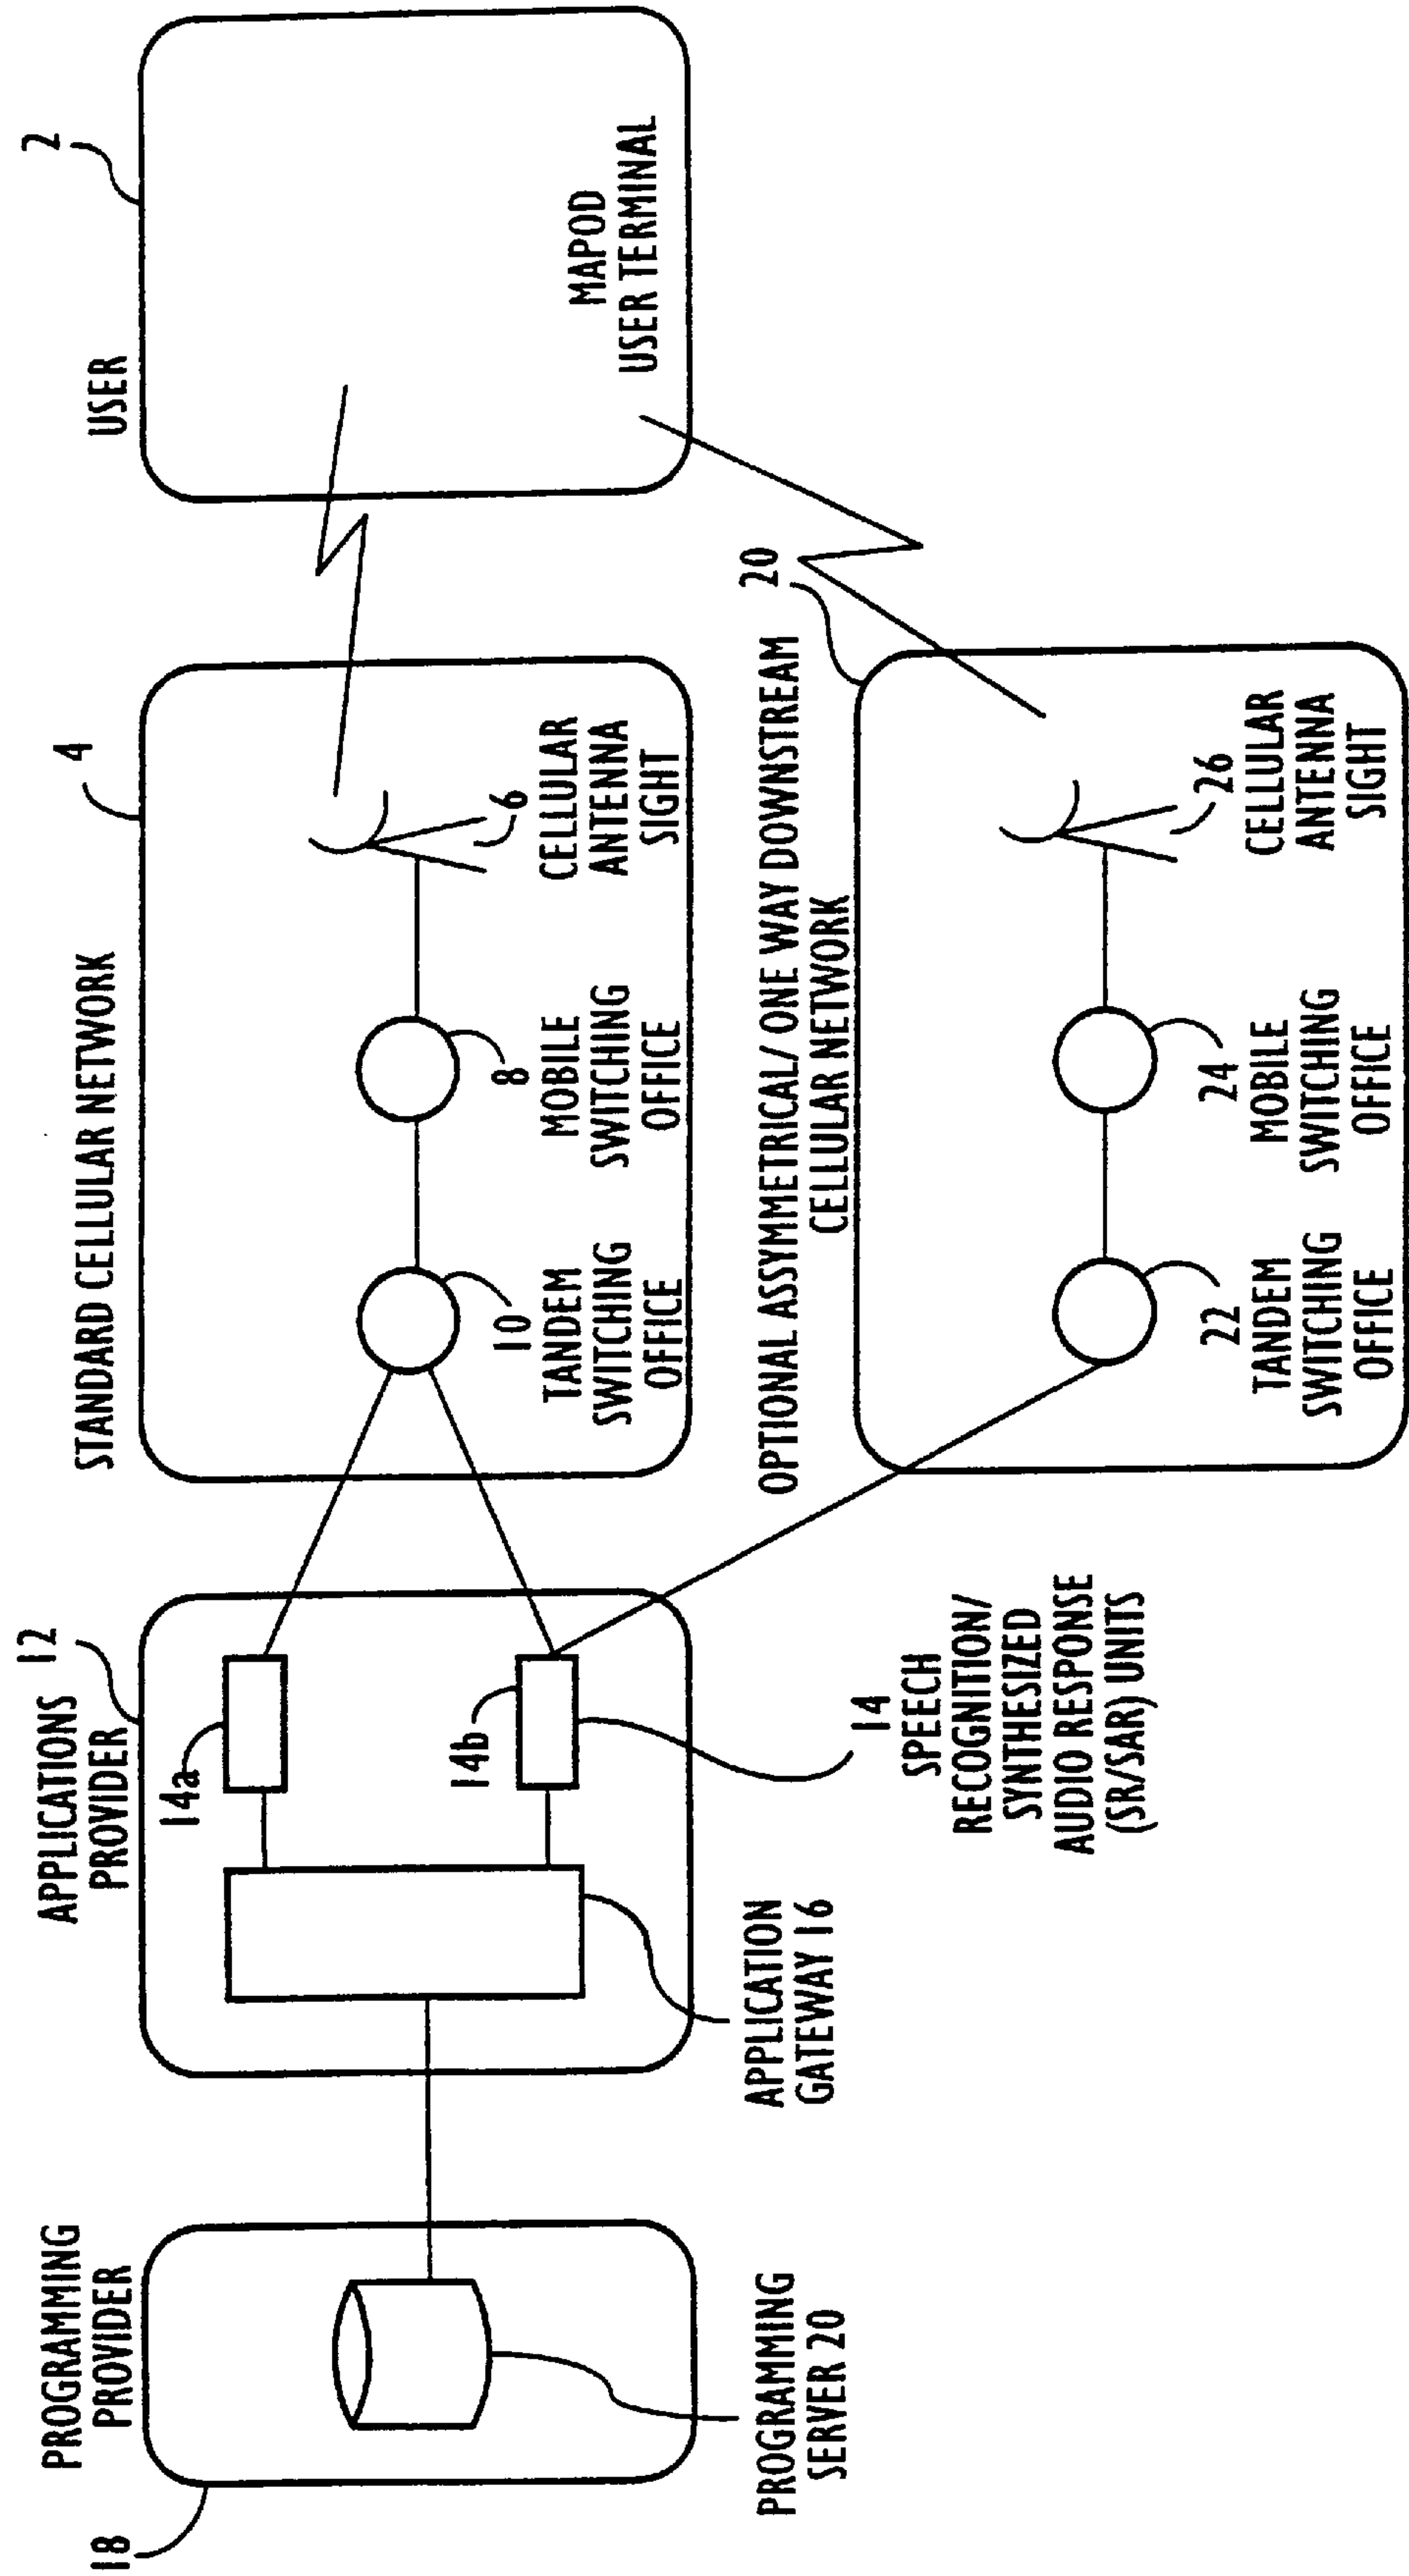 18
PROGRAMMING
PROVIDER
PROGRAMMING
SERVER 20
APPLICATIONS
PROVIDER
12
14a
14b
APPLICATION
GATEWAY 16
14
SPEECH
RECOGNITION/
SYNTHESIZED
AUDIO RESPONSE
(SR/SAR) UNITS
STANDARD CELLULAR NETWORK
4
10
TANDEM
SWITCHING
OFFICE
8
MOBILE
SWITCHING
OFFICE
6
CELLULAR
ANTENNA
SIGHT
USER
2
MAPOD
USER TERMINAL
OPTIONAL ASSYMETRICAL/ ONE WAY DOWNSTREAM
CELLULAR NETWORK
20
22
TANDEM
SWITCHING
OFFICE
24
MOBILE
SWITCHING
OFFICE
26
CELLULAR
ANTENNA
SIGHT